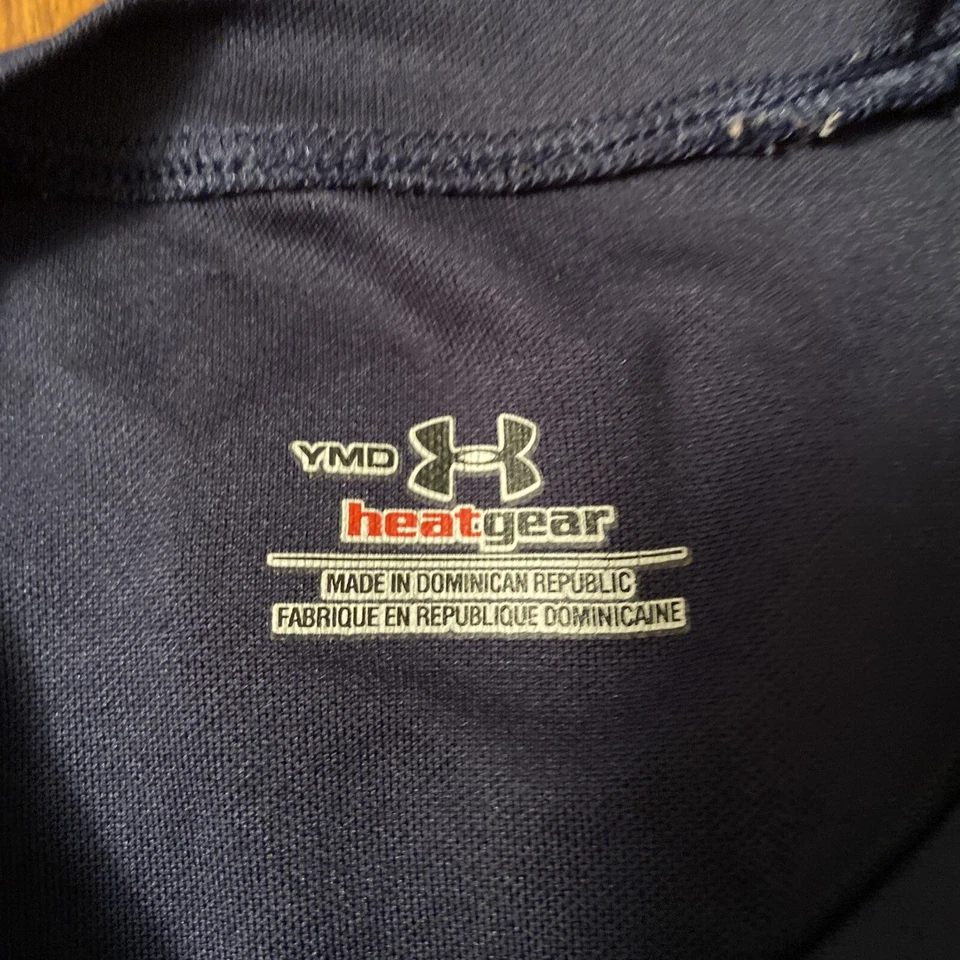 YMD
heatgear
MADE IN DOMINICAN REPUBLIC
FABRIQUE EN REPUBLIQUE DOMINICAINE